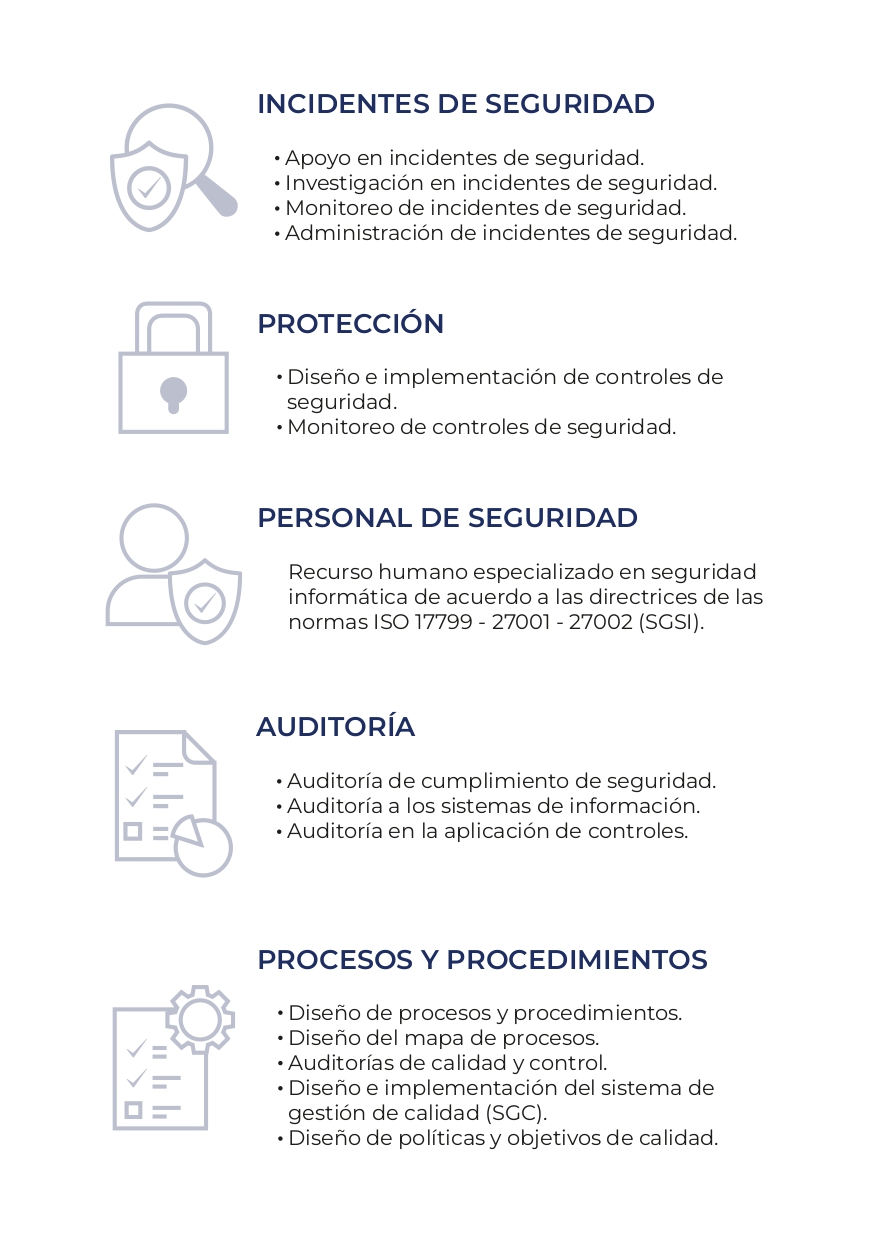 INCIDENTES DE SEGURIDAD
• Apoyo en incidentes de seguridad.
• Investigación en incidentes de seguridad.
• Monitoreo de incidentes de seguridad.
• Administración de incidentes de seguridad.
PROTECCIÓN
• Diseño e implementación de controles de
seguridad.
• Monitoreo de controles de seguridad.
PERSONAL DE SEGURIDAD
Recurso humano especializado en seguridad
informática de acuerdo a las directrices de las
normas ISO 17799 - 27001 - 27002 (SGSI).
AUDITORÍA
• Auditoría de cumplimiento de seguridad.
• Auditoría a los sistemas de información.
• Auditoría en la aplicación de controles.
PROCESOS Y PROCEDIMIENTOS
• Diseño de procesos y procedimientos.
• Diseño del mapa de procesos.
• Auditorías de calidad y control.
• Diseño e implementación del sistema de
gestión de calidad (SGC).
• Diseño de políticas y objetivos de calidad.